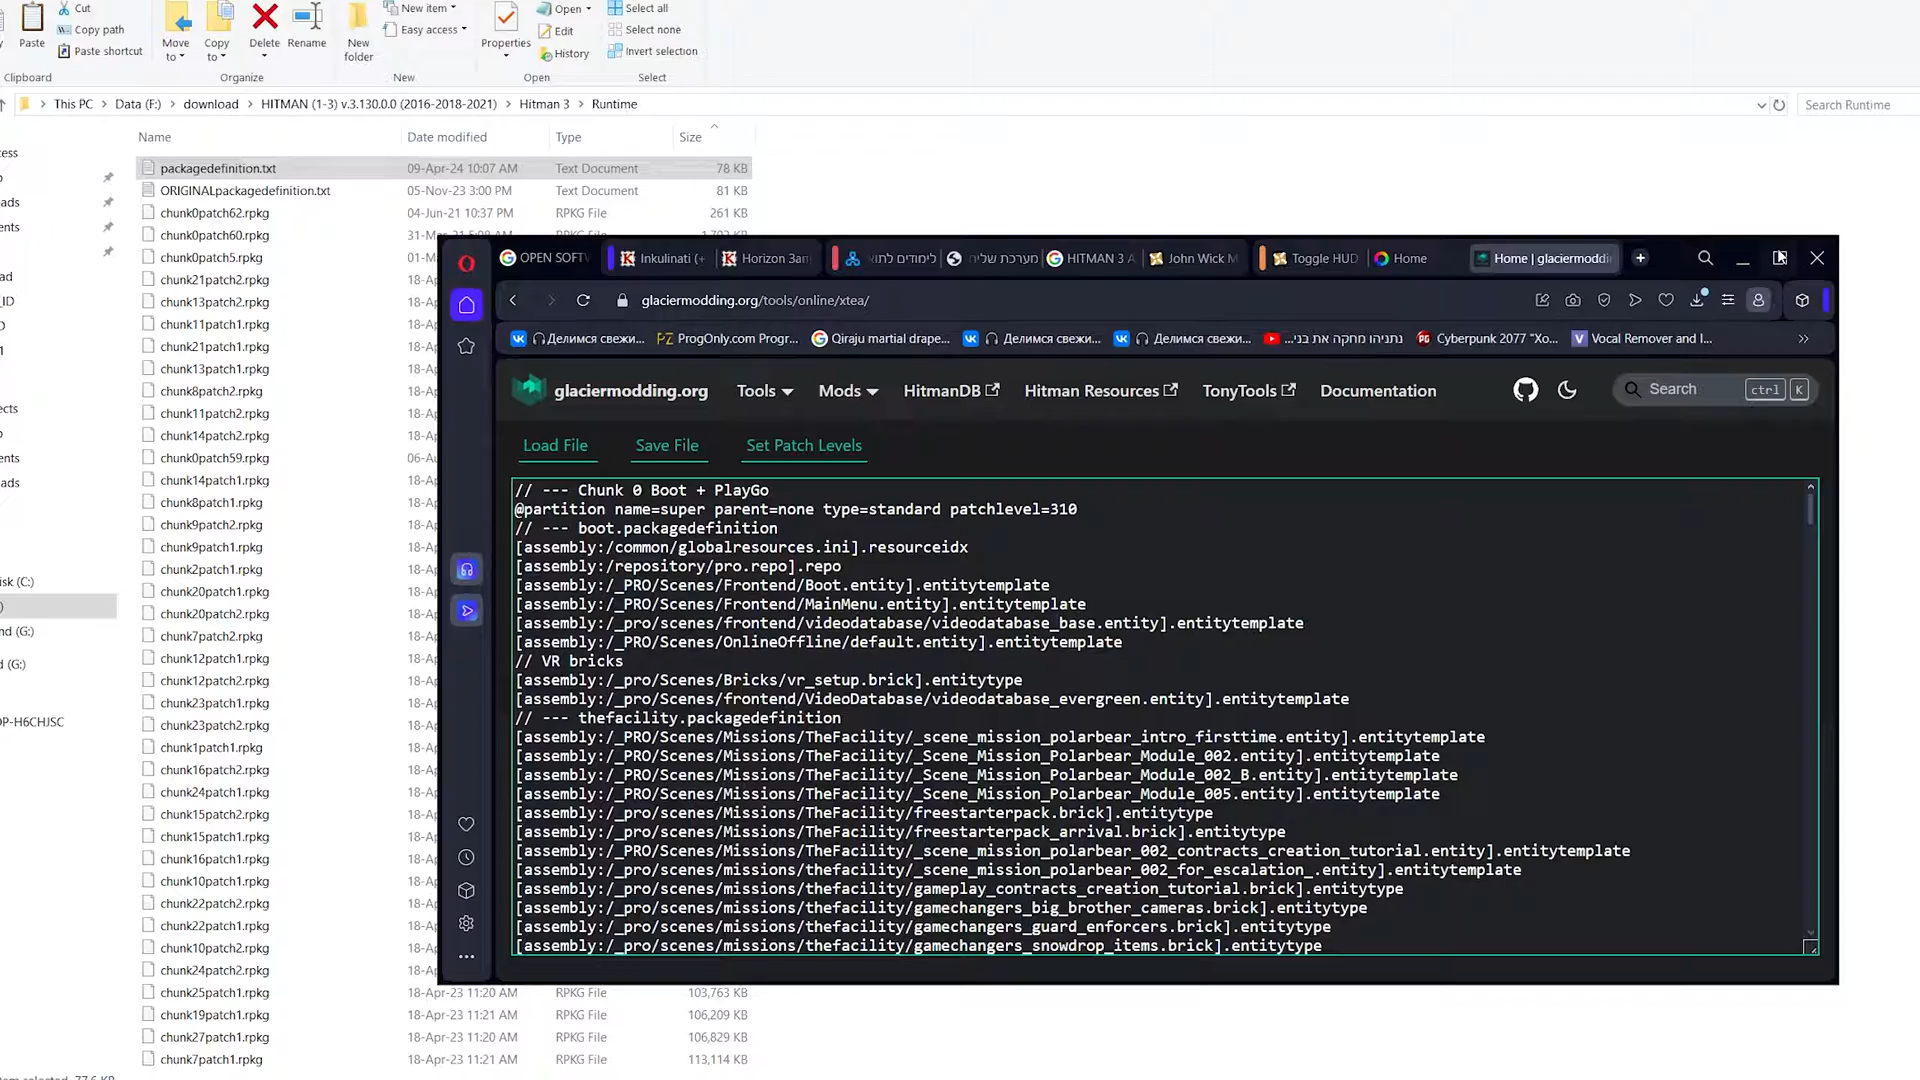 Paste
Cut
Copy path
Paste shortcut
Clipboard
Move to
Copy to
Delete
Rename
Organize
New folder
New item
Easy access
New
Properties
Open
Edit
History
Open
Select all
Select none
Invert selection
Select
This PC > Data (F:) > download > HITMAN (1-3) v.3.130.0.0 (2016-2018-2021) > Hitman 3 > Runtime
Search Runtime
Name Date modified Type Size
packagedefinition.txt 09-Apr-24 10:07 AM Text Document 78 KB
ORIGINALpackagedefinition.txt 05-Nov-23 3:00 PM Text Document 81 KB
chunk0patch62.rpkg 04-Jun-21 10:37 PM RPKG File 261 KB
chunk0patch60.rpkg
chunk0patch5.rpkg
chunk21patch2.rpkg
chunk13patch2.rpkg
chunk11patch1.rpkg
chunk21patch1.rpkg
chunk13patch1.rpkg
chunk8patch2.rpkg
chunk11patch2.rpkg
chunk14patch2.rpkg
chunk0patch59.rpkg
chunk14patch1.rpkg
chunk8patch1.rpkg
chunk9patch2.rpkg
chunk9patch1.rpkg
chunk2patch1.rpkg
chunk20patch1.rpkg
chunk20patch2.rpkg
chunk7patch2.rpkg
chunk12patch1.rpkg
chunk12patch2.rpkg
chunk23patch1.rpkg
chunk23patch2.rpkg
chunk1patch1.rpkg
chunk16patch2.rpkg
chunk24patch1.rpkg
chunk15patch2.rpkg
chunk15patch1.rpkg
chunk16patch1.rpkg
chunk10patch1.rpkg
chunk22patch2.rpkg
chunk22patch1.rpkg
chunk10patch2.rpkg
chunk24patch2.rpkg
chunk25patch1.rpkg 18-Apr-23 11:20 AM RPKG File 103,763 KB
chunk19patch1.rpkg 18-Apr-23 11:21 AM RPKG File 106,209 KB
chunk27patch1.rpkg 18-Apr-23 11:20 AM RPKG File 106,829 KB
chunk7patch1.rpkg 18-Apr-23 11:21 AM RPKG File 113,114 KB
OPEN SOFTV Inkulinati (+ Horizon Зап לימודים לתוא מערכת שליח HITMAN 3 A John Wick M Toggle HUD Home Home | glaciermoddi
glaciermodding.org/tools/online/xtea/
Делимся свежи... ProgOnly.com Progr... Qiraju martial drape... Делимся свежи... Делимся свежи... נתניהו מחקה את בני... Cyberpunk 2077 "Хо... Vocal Remover and I...
glaciermodding.org Tools Mods HitmanDB Hitman Resources TonyTools Documentation Search ctrl K
Load File Save File Set Patch Levels
// --- Chunk 0 Boot + PlayGo
@partition name=super parent=none type=standard patchlevel=310
// --- boot.packagedefinition
[assembly:/common/globalresources.ini].resourceidx
[assembly:/repository/pro.repo].repo
[assembly:/_PRO/Scenes/Frontend/Boot.entity].entitytemplate
[assembly:/_PRO/Scenes/Frontend/MainMenu.entity].entitytemplate
[assembly:/_pro/scenes/frontend/videodatabase/videodatabase_base.entity].entitytemplate
[assembly:/_PRO/Scenes/OnlineOffline/default.entity].entitytemplate
// VR bricks
[assembly:/_pro/Scenes/Bricks/vr_setup.brick].entitytype
[assembly:/_pro/Scenes/frontend/VideoDatabase/videodatabase_evergreen.entity].entitytemplate
// --- thefacility.packagedefinition
[assembly:/_PRO/Scenes/Missions/TheFacility/_scene_mission_polarbear_intro_firsttime.entity].entitytemplate
[assembly:/_PRO/Scenes/Missions/TheFacility/_Scene_Mission_Polarbear_Module_002.entity].entitytemplate
[assembly:/_PRO/Scenes/Missions/TheFacility/_Scene_Mission_Polarbear_Module_002_B.entity].entitytemplate
[assembly:/_PRO/Scenes/Missions/TheFacility/_Scene_Mission_Polarbear_Module_005.entity].entitytemplate
[assembly:/_pro/scenes/Missions/TheFacility/freestarterpack.brick].entitytype
[assembly:/_pro/scenes/Missions/TheFacility/freestarterpack_arrival.brick].entitytype
[assembly:/_PRO/Scenes/Missions/TheFacility/_scene_mission_polarbear_002_contracts_creation_tutorial.entity].entitytemplate
[assembly:/_pro/scenes/missions/TheFacility/_scene_mission_polarbear_002_for_escalation_.entity].entitytemplate
[assembly:/_pro/scenes/missions/thefacility/gameplay_contracts_creation_tutorial.brick].entitytype
[assembly:/_pro/scenes/missions/thefacility/gamechangers_big_brother_cameras.brick].entitytype
[assembly:/_pro/scenes/missions/thefacility/gamechangers_guard_enforcers.brick].entitytype
[assembly:/_pro/scenes/missions/thefacility/gamechangers_snowdrop_items.brick].entitytype